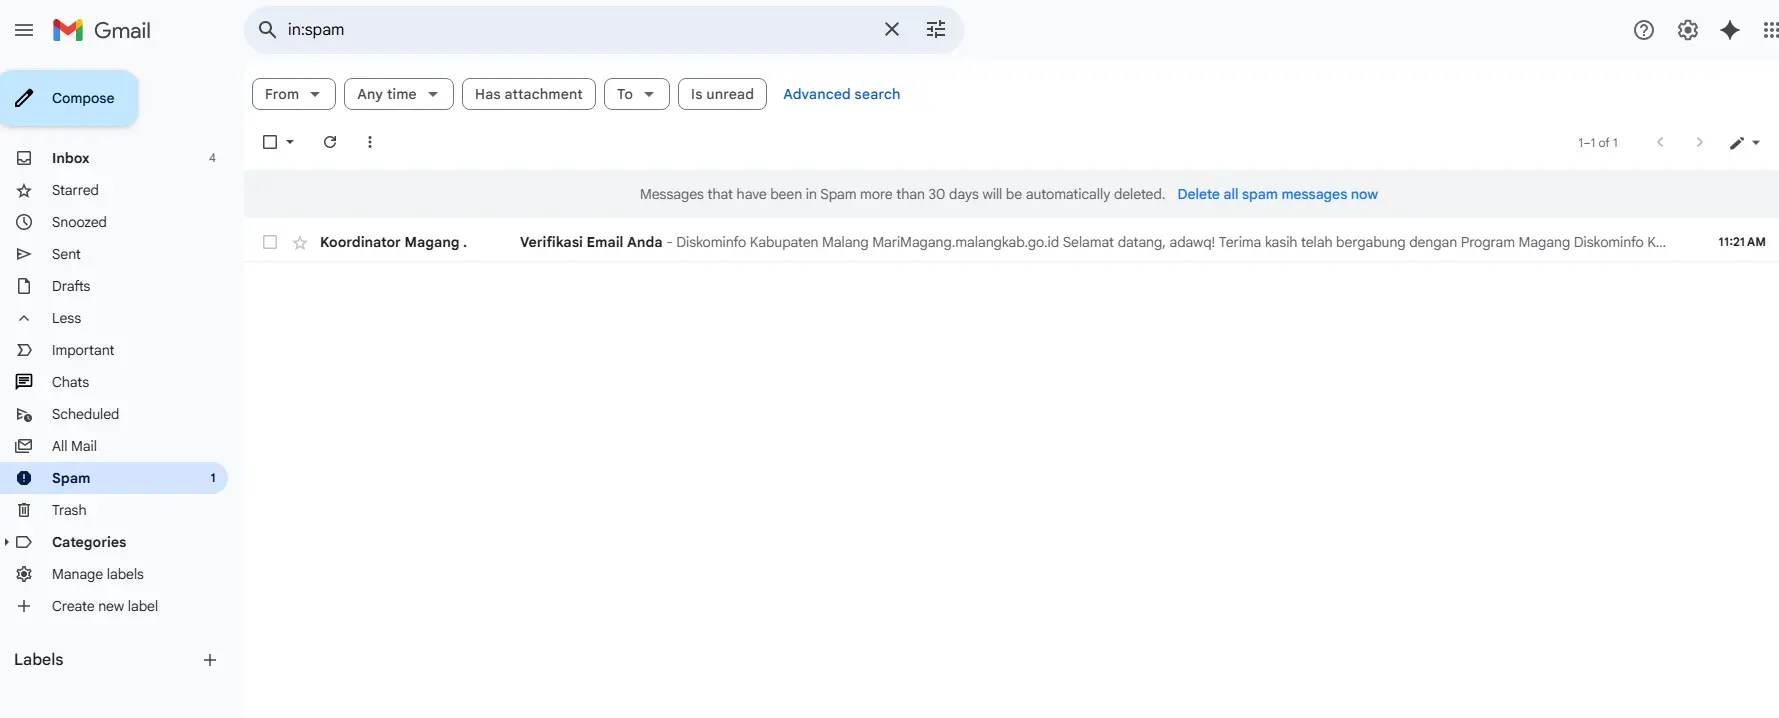 Gmail
in:spam
Compose
From
Any time
Has attachment
To
Is unread
Advanced search
1–1 of 1
Messages that have been in Spam more than 30 days will be automatically deleted. Delete all spam messages now
Koordinator Magang . Verifikasi Email Anda - Diskominfo Kabupaten Malang MariMagang.malangkab.go.id Selamat datang, adawq! Terima kasih telah bergabung dengan Program Magang Diskominfo K... 11:21 AM
Inbox 4
Starred
Snoozed
Sent
Drafts
Less
Important
Chats
Scheduled
All Mail
Spam 1
Trash
Categories
Manage labels
Create new label
Labels